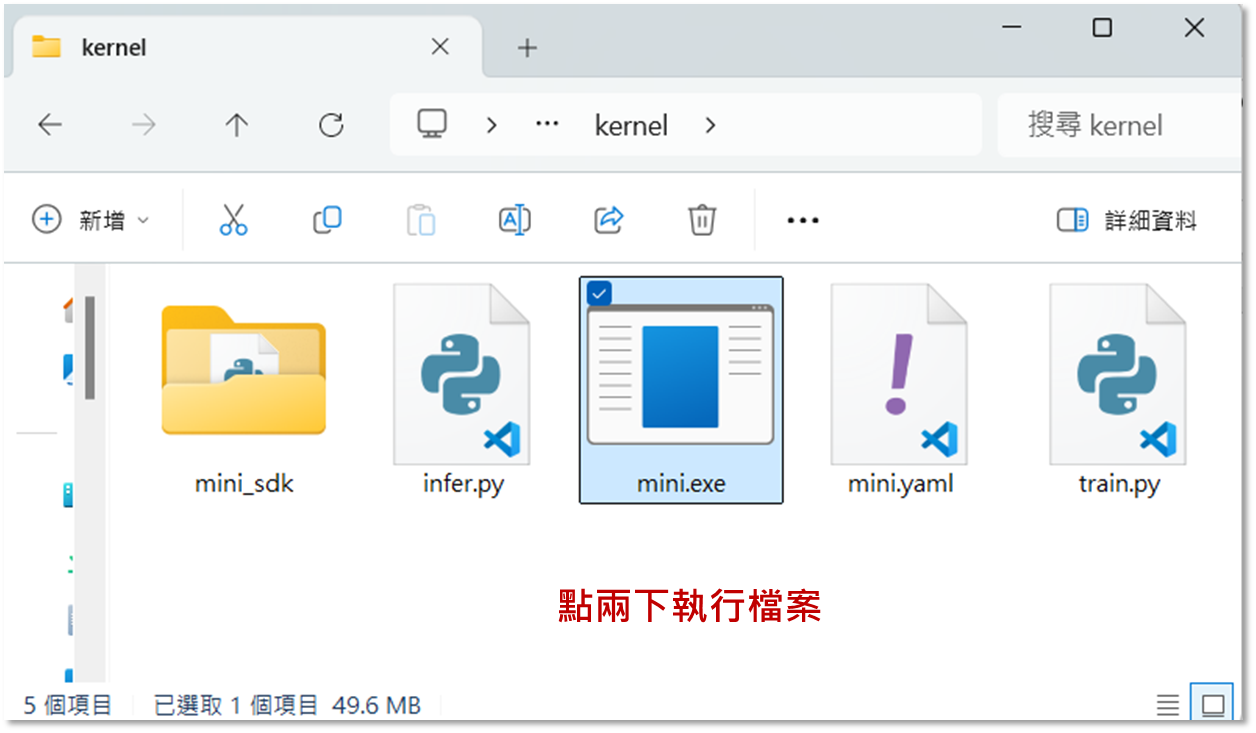 kernel
kernel
搜尋 kernel
新增
詳細資料
mini_sdk
infer.py
mini.exe
mini.yaml
train.py
點兩下執行檔案
5 個項目
已選取 1 個項目 49.6 MB